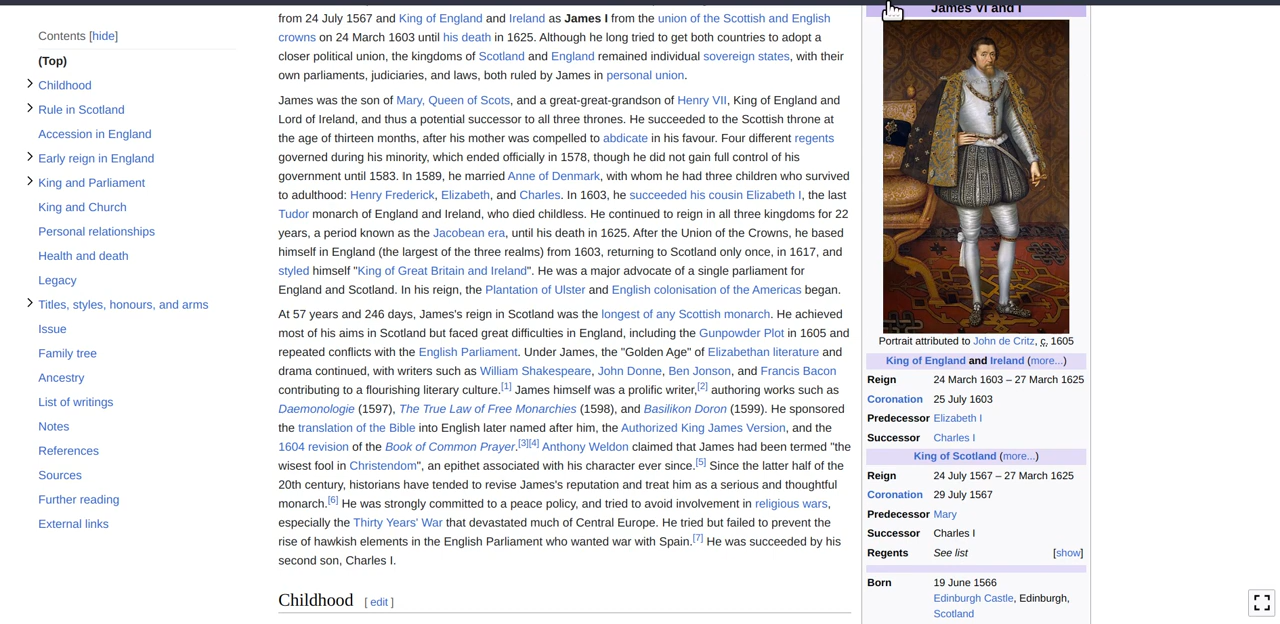 Contents [hide]
(Top)
Childhood
Rule in Scotland
Accession in England
Early reign in England
King and Parliament
King and Church
Personal relationships
Health and death
Legacy
Titles, styles, honours, and arms
Issue
Family tree
Ancestry
List of writings
Notes
References
Sources
Further reading
External links
from 24 July 1567 and King of England and Ireland as James I from the union of the Scottish and English
crowns on 24 March 1603 until his death in 1625. Although he long tried to get both countries to adopt a
closer political union, the kingdoms of Scotland and England remained individual sovereign states, with their
own parliaments, judiciaries, and laws, both ruled by James in personal union.
James was the son of Mary, Queen of Scots, and a great-great-grandson of Henry VII, King of England and
Lord of Ireland, and thus a potential successor to all three thrones. He succeeded to the Scottish throne at
the age of thirteen months, after his mother was compelled to abdicate in his favour. Four different regents
governed during his minority, which ended officially in 1578, though he did not gain full control of his
government until 1583. In 1589, he married Anne of Denmark, with whom he had three children who survived
to adulthood: Henry Frederick, Elizabeth, and Charles. In 1603, he succeeded his cousin Elizabeth I, the last
Tudor monarch of England and Ireland, who died childless. He continued to reign in all three kingdoms for 22
years, a period known as the Jacobean era, until his death in 1625. After the Union of the Crowns, he based
himself in England (the largest of the three realms) from 1603, returning to Scotland only once, in 1617, and
styled himself "King of Great Britain and Ireland". He was a major advocate of a single parliament for
England and Scotland. In his reign, the Plantation of Ulster and English colonisation of the Americas began.
At 57 years and 246 days, James's reign in Scotland was the longest of any Scottish monarch. He achieved
most of his aims in Scotland but faced great difficulties in England, including the Gunpowder Plot in 1605 and
repeated conflicts with the English Parliament. Under James, the "Golden Age" of Elizabethan literature and
drama continued, with writers such as William Shakespeare, John Donne, Ben Jonson, and Francis Bacon
contributing to a flourishing literary culture.[1] James himself was a prolific writer,[2] authoring works such as
Daemonologie (1597), The True Law of Free Monarchies (1598), and Basilikon Doron (1599). He sponsored
the translation of the Bible into English later named after him, the Authorized King James Version, and the
1604 revision of the Book of Common Prayer.[3][4] Anthony Weldon claimed that James had been termed "the
wisest fool in Christendom", an epithet associated with his character ever since.[5] Since the latter half of the
20th century, historians have tended to revise James's reputation and treat him as a serious and thoughtful
monarch.[6] He was strongly committed to a peace policy, and tried to avoid involvement in religious wars,
especially the Thirty Years' War that devastated much of Central Europe. He tried but failed to prevent the
rise of hawkish elements in the English Parliament who wanted war with Spain.[7] He was succeeded by his
second son, Charles I.
Childhood [ edit ]
James VI and I
Portrait attributed to John de Critz, c. 1605
King of England and Ireland (more...)
Reign 24 March 1603 – 27 March 1625
Coronation 25 July 1603
Predecessor Elizabeth I
Successor Charles I
King of Scotland (more...)
Reign 24 July 1567 – 27 March 1625
Coronation 29 July 1567
Predecessor Mary
Successor Charles I
Regents See list [show]
Born 19 June 1566
Edinburgh Castle, Edinburgh,
Scotland